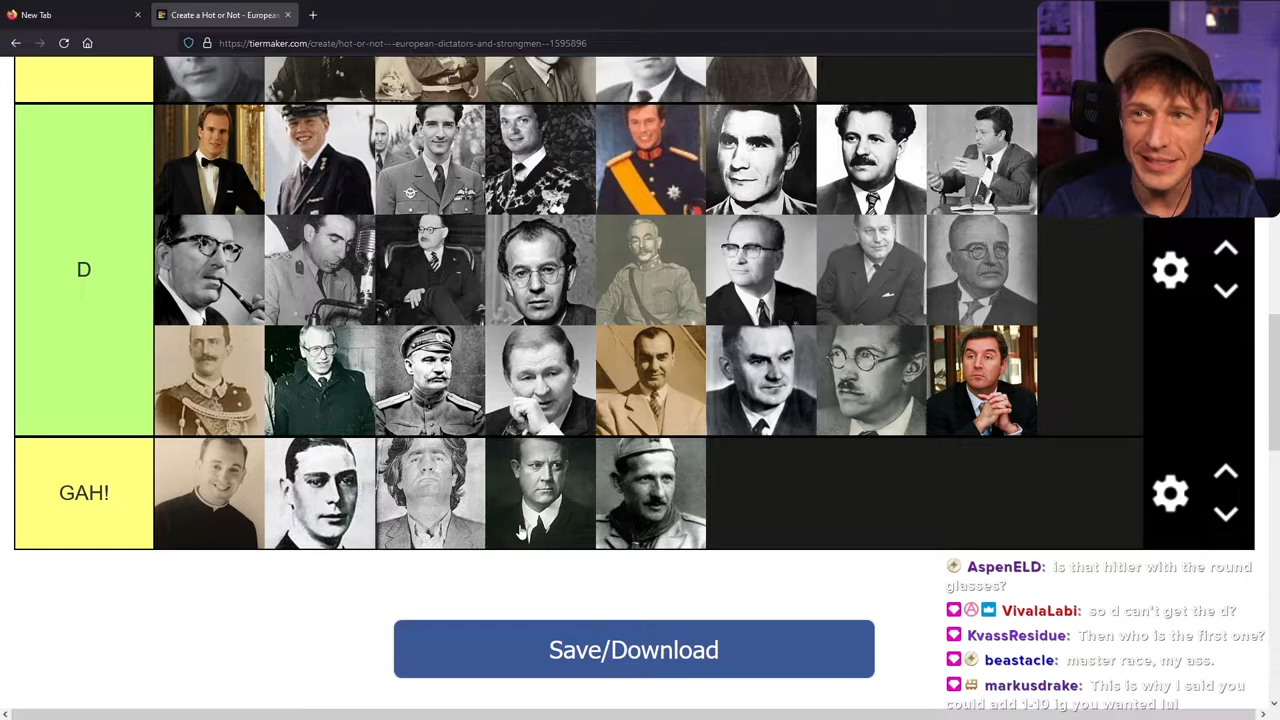 New Tab
Create a Hot or Not - European
https://tiermaker.com/create/hot-or-not---european-dictators-and-strongmen--1595896
D
GAH!
Save/Download
AspenELD: is that hitler with the round
glasses?
VivalaLabi: so d can't get the d?
KvassResidue: Then who is the first one?
beastacle: master race, my ass.
markusdrake: This is why I said you
could add 1-10 ig you wanted lul